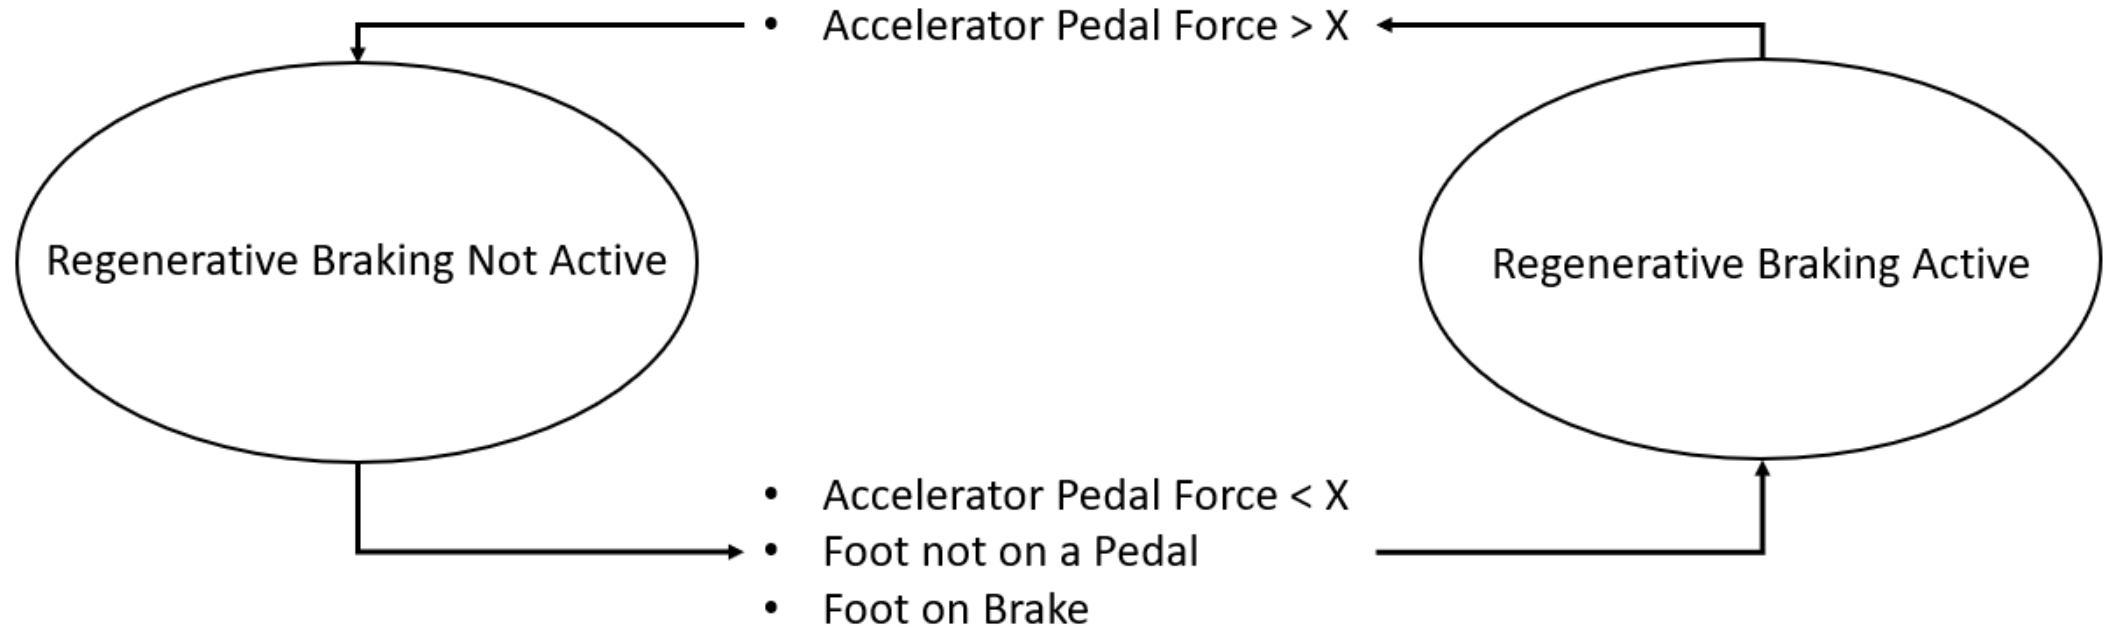 • Accelerator Pedal Force > X
Regenerative Braking Not Active
Regenerative Braking Active
• Accelerator Pedal Force < X
• Foot not on a Pedal
• Foot on Brake